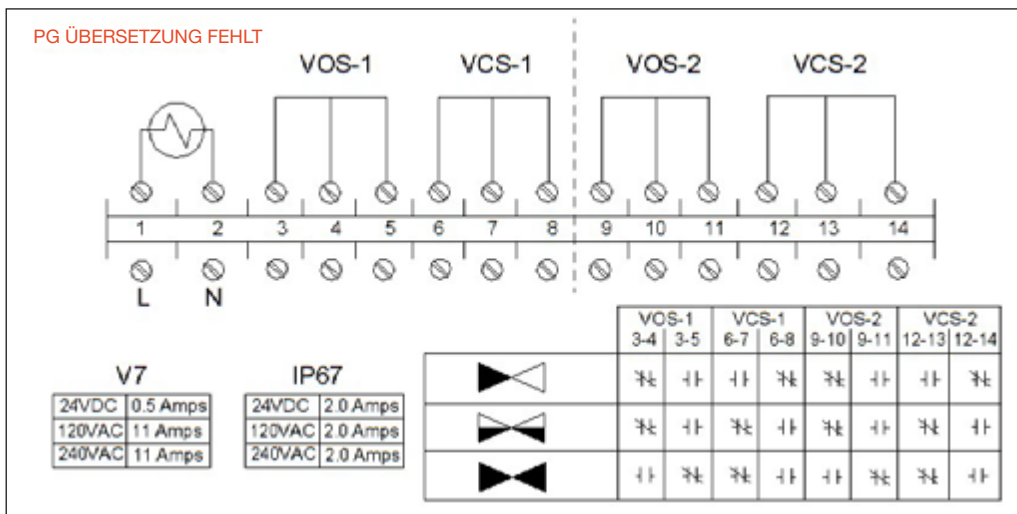 PG ÜBERSETZUNG FEHLT
VOS-1 VCS-1 VOS-2 VCS-2
1 2 3 4 5 6 7 8 9 10 11 12 13 14
L N
VOS-1 VCS-1 VOS-2 VCS-2
3-4 3-5 6-7 6-8 9-10 9-11 12-13 12-14
V7 IP67
24VDC 0.5 Amps 24VDC 2.0 Amps
120VAC 11 Amps 120VAC 2.0 Amps
240VAC 11 Amps 240VAC 2.0 Amps